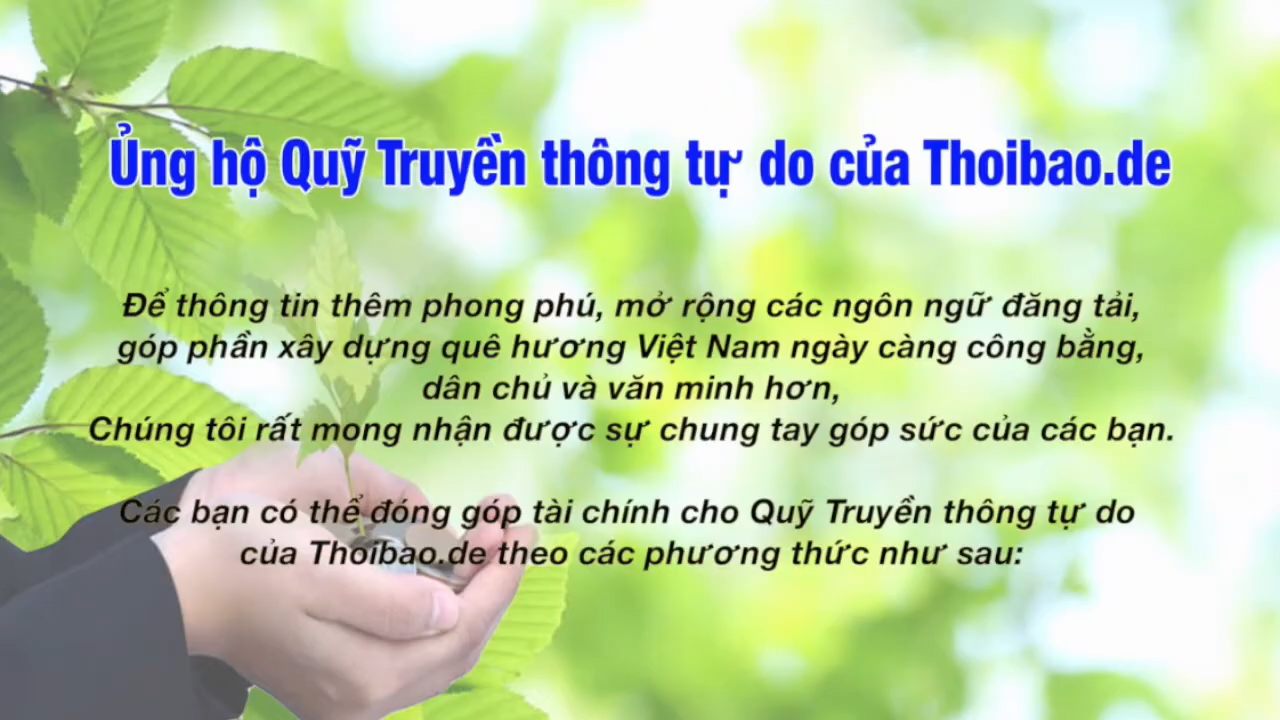 Ủng hộ Quỹ Truyền thông tự do của Thoibao.de
Để thông tin thêm phong phú, mở rộng các ngôn ngữ đăng tải,
góp phần xây dựng quê hương Việt Nam ngày càng công bằng,
dân chủ và văn minh hơn,
Chúng tôi rất mong nhận được sự chung tay góp sức của các bạn.
Các bạn có thể đóng góp tài chính cho Quỹ Truyền thông tự do
của Thoibao.de theo các phương thức như sau: